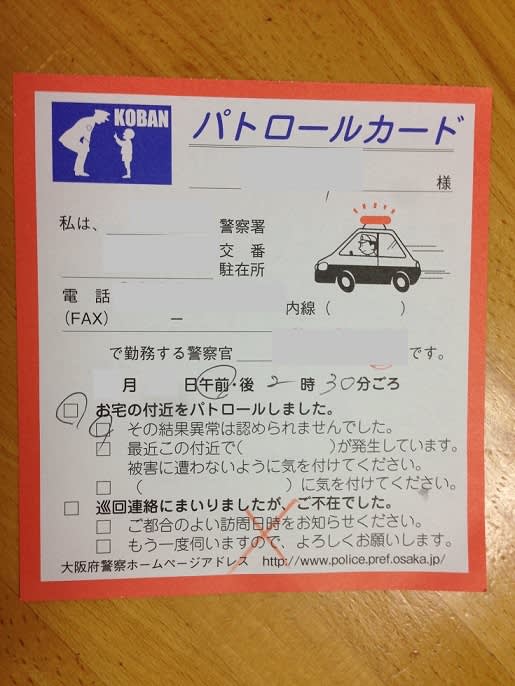 KOBAN
パトロールカード
様
私は、 警察署
交 番
駐在所
電 話
(FAX) ー 内線 ( )
で勤務する警察官 です。
月 日 午前・後 2 時 30 分ごろ
□ お宅の付近をパトロールしました。
□ その結果異常は認められませんでした。
□ 最近この付近で( )が発生しています。
被害に遭わないように気を付けてください。
□ ( )に気を付けてください。
□ 巡回連絡にまいりましたが、ご不在でした。
□ ご都合のよい訪問日時をお知らせください。
□ もう一度伺いますので、よろしくお願いします。
大阪府警察ホームページアドレス http://www.police.pref.osaka.jp/